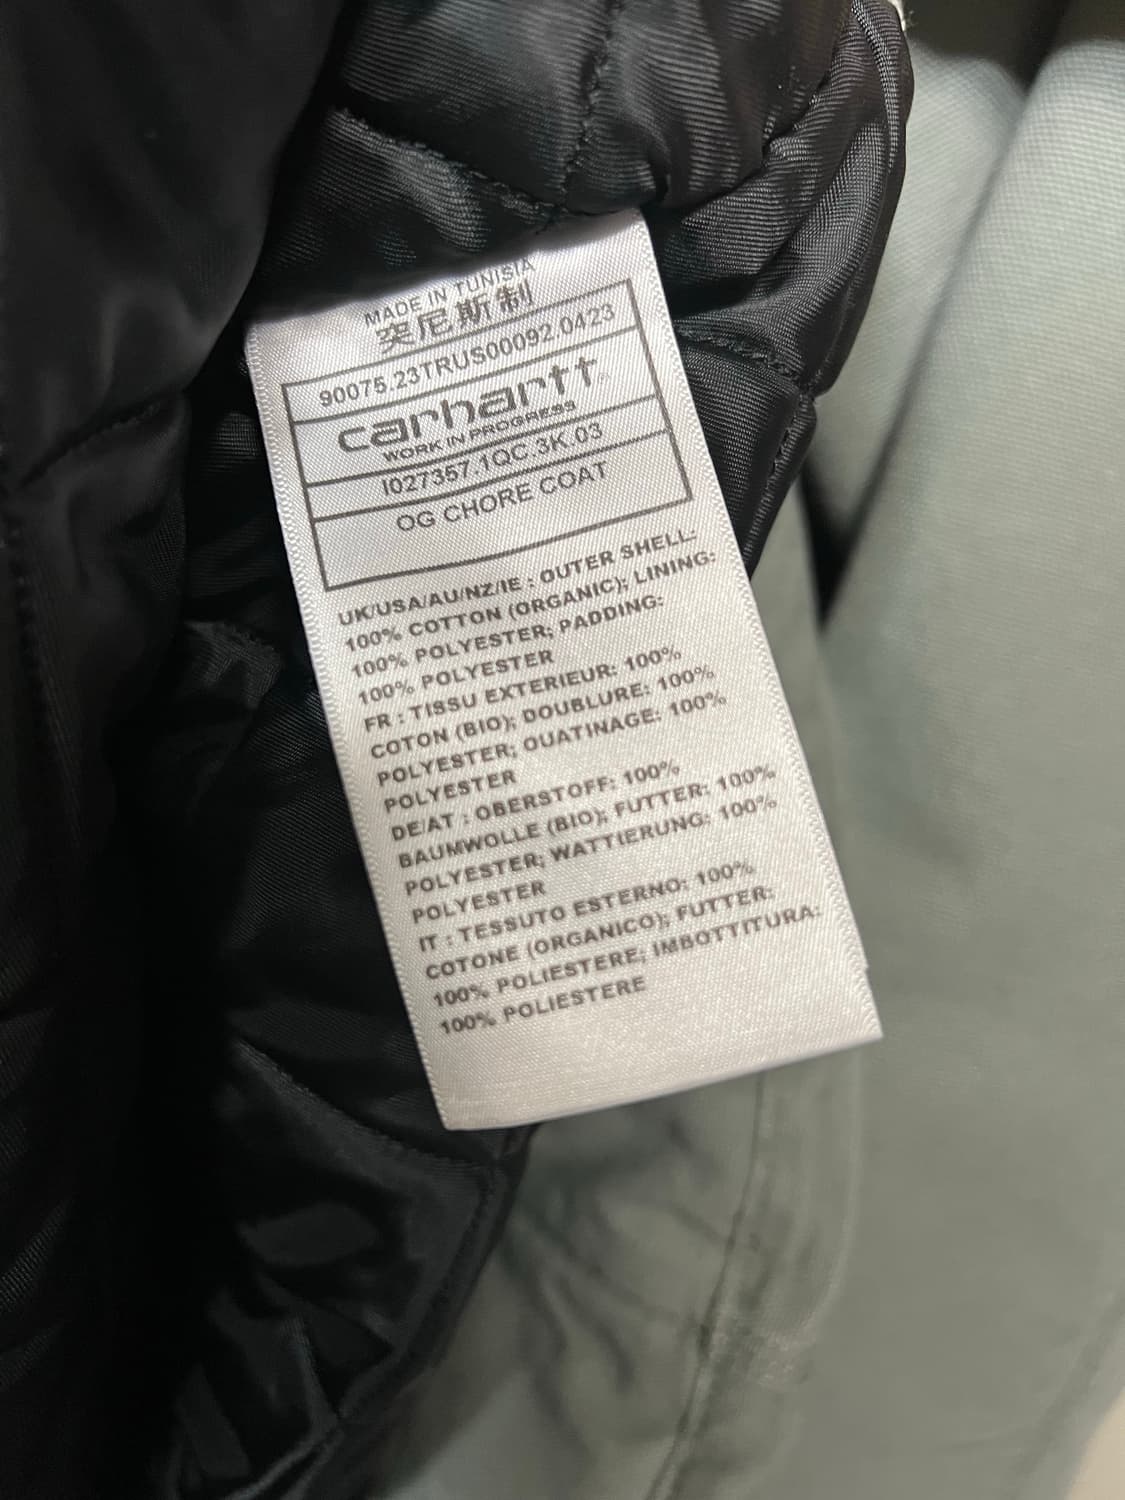 MADE IN TUNISIA
突尼斯制
90075.23TRUS00092.0423
carhartt
WORK IN PROGRESS
I027357.1QC.3K.03
OG CHORE COAT
UK/USA/AU/NZ/IE : OUTER SHELL:
100% COTTON (ORGANIC); LINING:
100% POLYESTER; PADDING:
100% POLYESTER
FR : TISSU EXTERIEUR: 100%
COTON (BIO); DOUBLURE: 100%
POLYESTER; OUATINAGE: 100%
POLYESTER
DE/AT : OBERSTOFF: 100%
BAUMWOLLE (BIO); FUTTER: 100%
POLYESTER; WATTIERUNG: 100%
POLYESTER
IT : TESSUTO ESTERNO: 100%
COTONE (ORGANICO); FUTTER:
100% POLIESTERE; IMBOTTITURA:
100% POLIESTERE